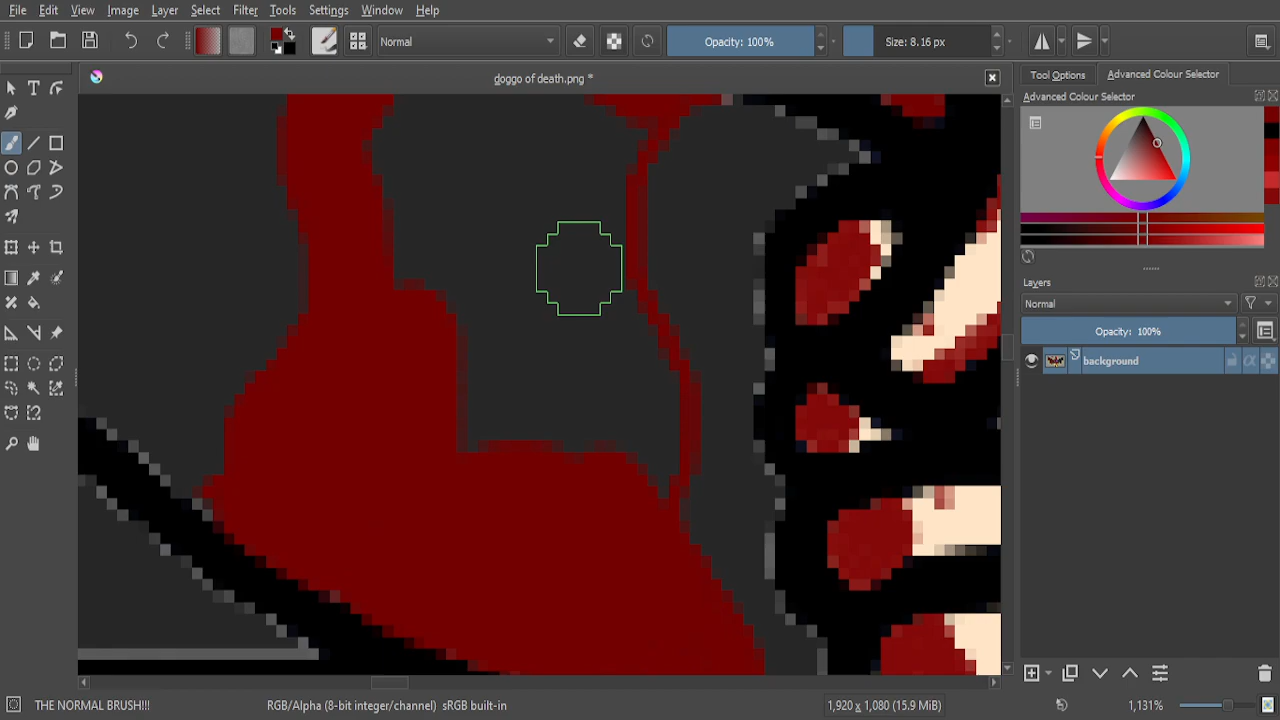 File Edit View Image Layer Select Filter Tools Settings Window Help
Normal Opacity: 100% Size: 8.16 px
doggo of death.png *
Tool Options Advanced Colour Selector
Advanced Colour Selector
Layers
Normal
Opacity: 100%
background
THE NORMAL BRUSH!!! RGB/Alpha (8-bit integer/channel) sRGB built-in 1,920 x 1,080 (15.9 MiB) 1,131%